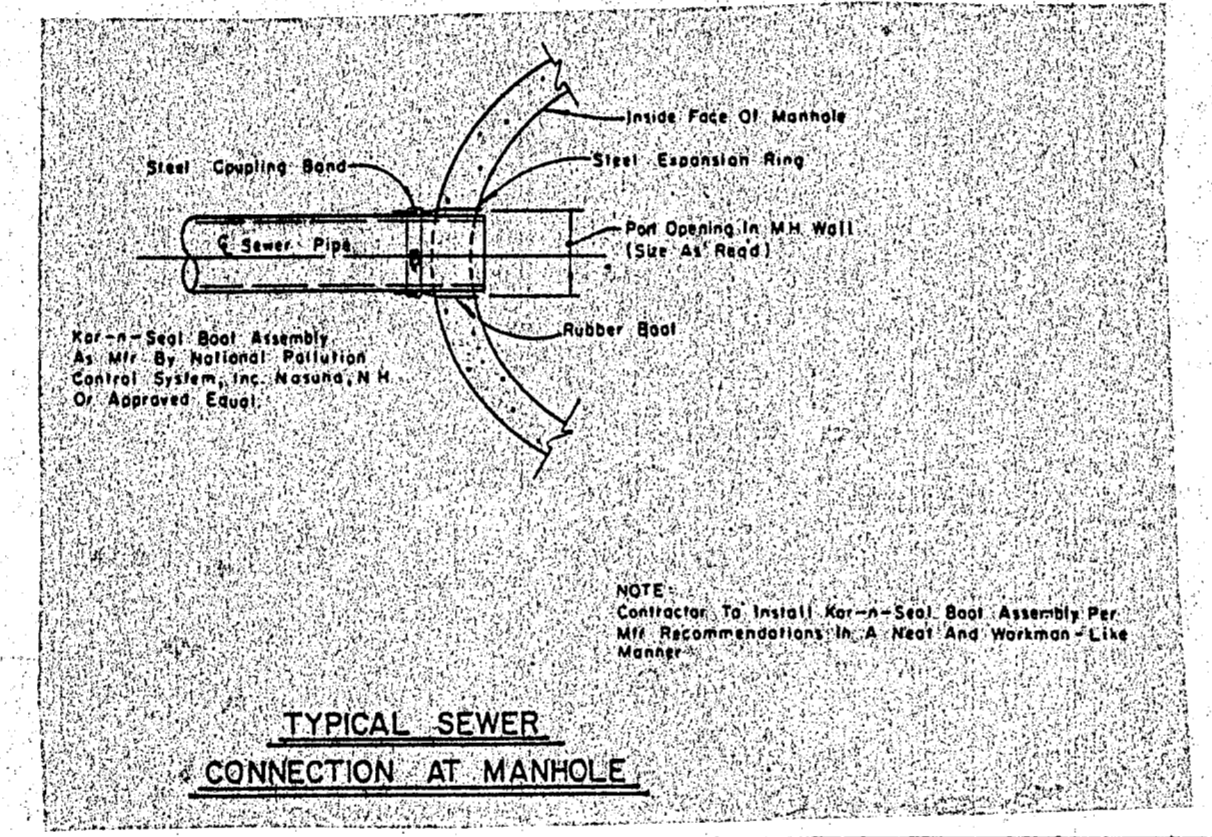 Inside Face Of Manhole
Steel Coupling Band
Steel Expansion Ring
Port Opening In M.H. Wall
(Size As Req'd)
℄ Sewer Pipe
Rubber Boot
Kor-n-Seal Boot Assembly
As Mfr By National Pollution
Control System, Inc. Nasuha, N.H.
Or Approved Equal.
NOTE:
Contractor To Install Kor-n-Seal Boot Assembly Per
Mfr Recommendations In A Neat And Workman-Like
Manner
TYPICAL SEWER
CONNECTION AT MANHOLE